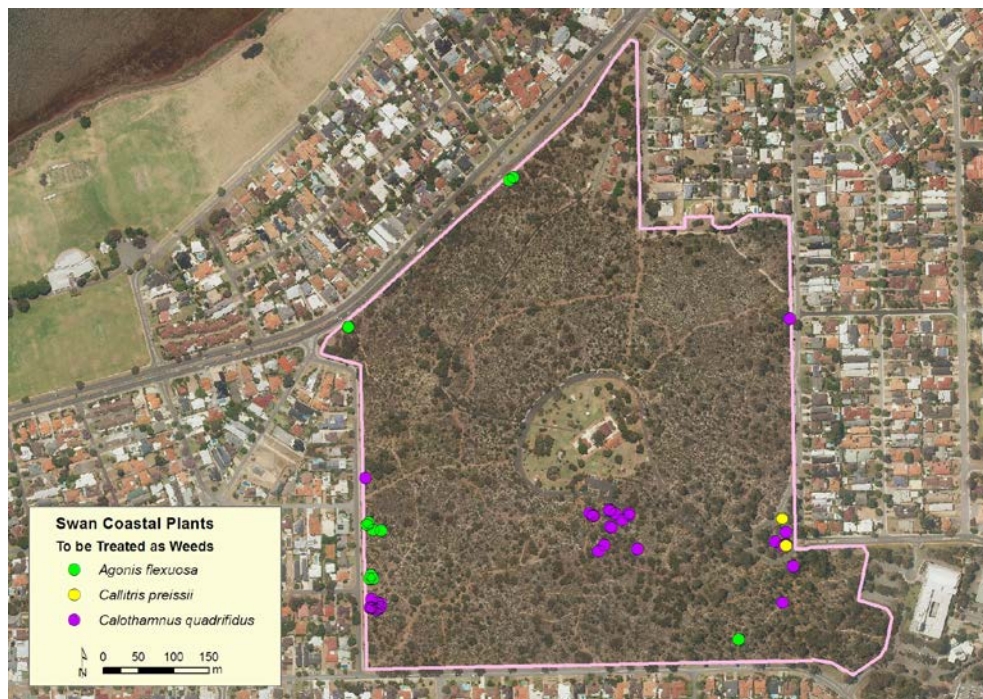 Swan Coastal Plants
To be Treated as Weeds
Agonis flexuosa
Callitris preissii
Calothamnus quadrifidus
N
0 50 100 150
m